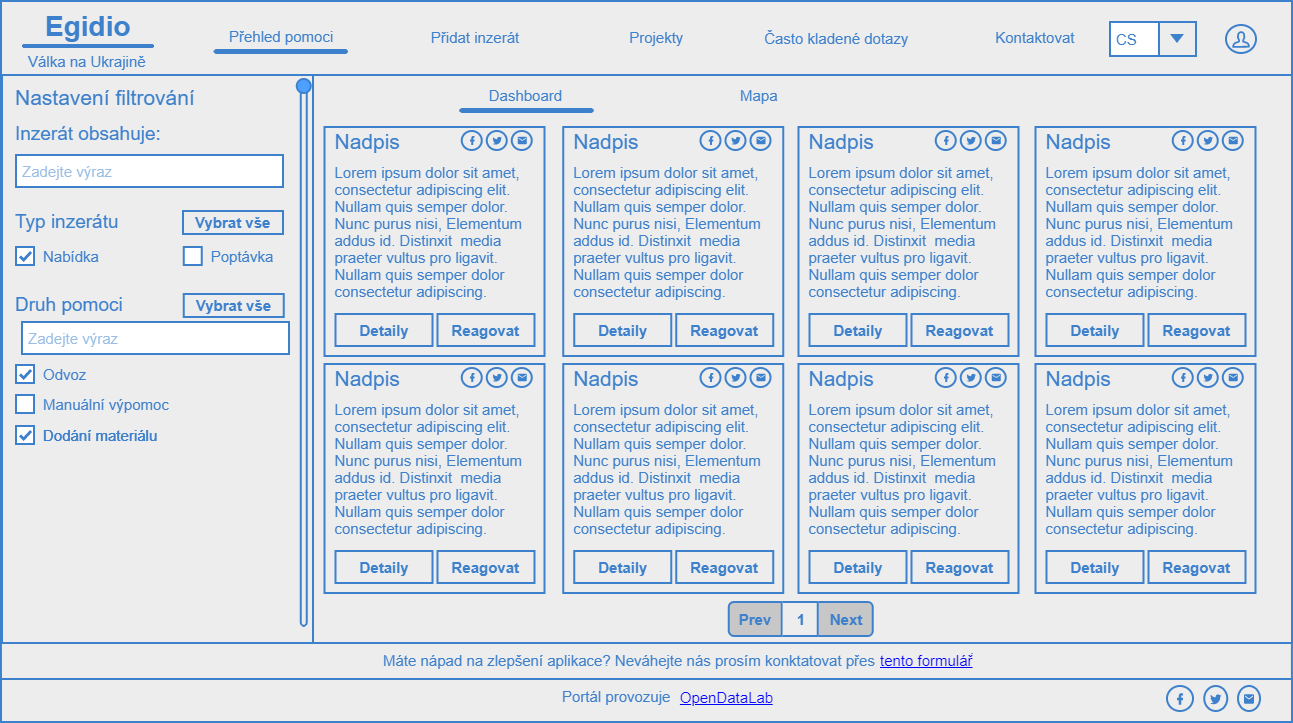 Egidio
Válka na Ukrajině
Přehled pomoci
Přidat inzerát
Projekty
Často kladené dotazy
Kontaktovat
CS
Nastavení filtrování
Inzerát obsahuje:
Zadejte výraz
Typ inzerátu
Vybrat vše
Nabídka
Poptávka
Druh pomoci
Vybrat vše
Zadejte výraz
Odvoz
Manuální výpomoc
Dodání materiálu
Dashboard
Mapa
Nadpis
Lorem ipsum dolor sit amet,
consectetur adipiscing elit.
Nullam quis semper dolor.
Nunc purus nisi, Elementum
addus id. Distinxit  media
praeter vultus pro ligavit.
Nullam quis semper dolor
consectetur adipiscing.
Detaily
Reagovat
Nadpis
Lorem ipsum dolor sit amet,
consectetur adipiscing elit.
Nullam quis semper dolor.
Nunc purus nisi, Elementum
addus id. Distinxit  media
praeter vultus pro ligavit.
Nullam quis semper dolor
consectetur adipiscing.
Detaily
Reagovat
Nadpis
Lorem ipsum dolor sit amet,
consectetur adipiscing elit.
Nullam quis semper dolor.
Nunc purus nisi, Elementum
addus id. Distinxit  media
praeter vultus pro ligavit.
Nullam quis semper dolor
consectetur adipiscing.
Detaily
Reagovat
Nadpis
Lorem ipsum dolor sit amet,
consectetur adipiscing elit.
Nullam quis semper dolor.
Nunc purus nisi, Elementum
addus id. Distinxit  media
praeter vultus pro ligavit.
Nullam quis semper dolor
consectetur adipiscing.
Detaily
Reagovat
Nadpis
Lorem ipsum dolor sit amet,
consectetur adipiscing elit.
Nullam quis semper dolor.
Nunc purus nisi, Elementum
addus id. Distinxit  media
praeter vultus pro ligavit.
Nullam quis semper dolor
consectetur adipiscing.
Detaily
Reagovat
Nadpis
Lorem ipsum dolor sit amet,
consectetur adipiscing elit.
Nullam quis semper dolor.
Nunc purus nisi, Elementum
addus id. Distinxit  media
praeter vultus pro ligavit.
Nullam quis semper dolor
consectetur adipiscing.
Detaily
Reagovat
Nadpis
Lorem ipsum dolor sit amet,
consectetur adipiscing elit.
Nullam quis semper dolor.
Nunc purus nisi, Elementum
addus id. Distinxit  media
praeter vultus pro ligavit.
Nullam quis semper dolor
consectetur adipiscing.
Detaily
Reagovat
Nadpis
Lorem ipsum dolor sit amet,
consectetur adipiscing elit.
Nullam quis semper dolor.
Nunc purus nisi, Elementum
addus id. Distinxit  media
praeter vultus pro ligavit.
Nullam quis semper dolor
consectetur adipiscing.
Detaily
Reagovat
Prev
1
Next
Máte nápad na zlepšení aplikace? Neváhejte nás prosím konktatovat přes tento formulář
Portál provozuje OpenDataLab